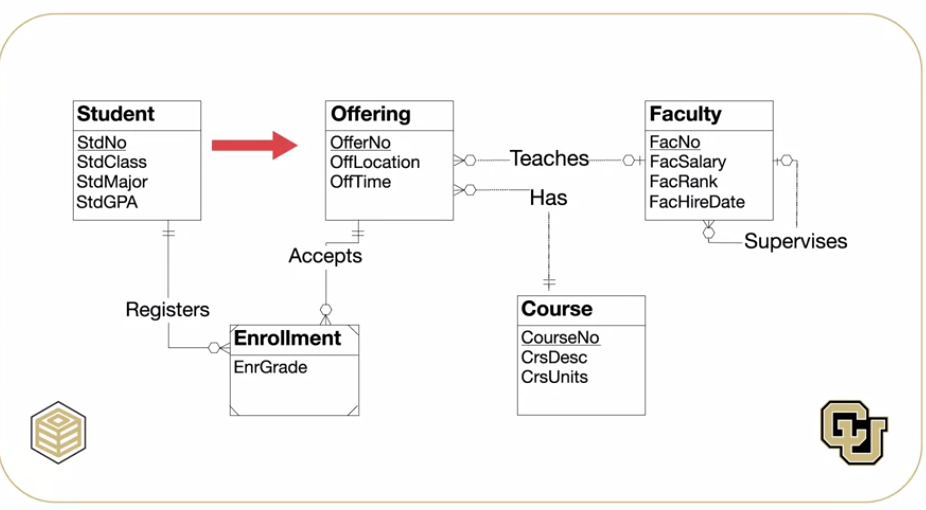 Student
StdNo
StdClass
StdMajor
StdGPA
Offering
OfferNo
OffLocation
OffTime
Teaches
Has
Faculty
FacNo
FacSalary
FacRank
FacHireDate
Supervises
Accepts
Registers
Enrollment
EnrGrade
Course
CourseNo
CrsDesc
CrsUnits
CU